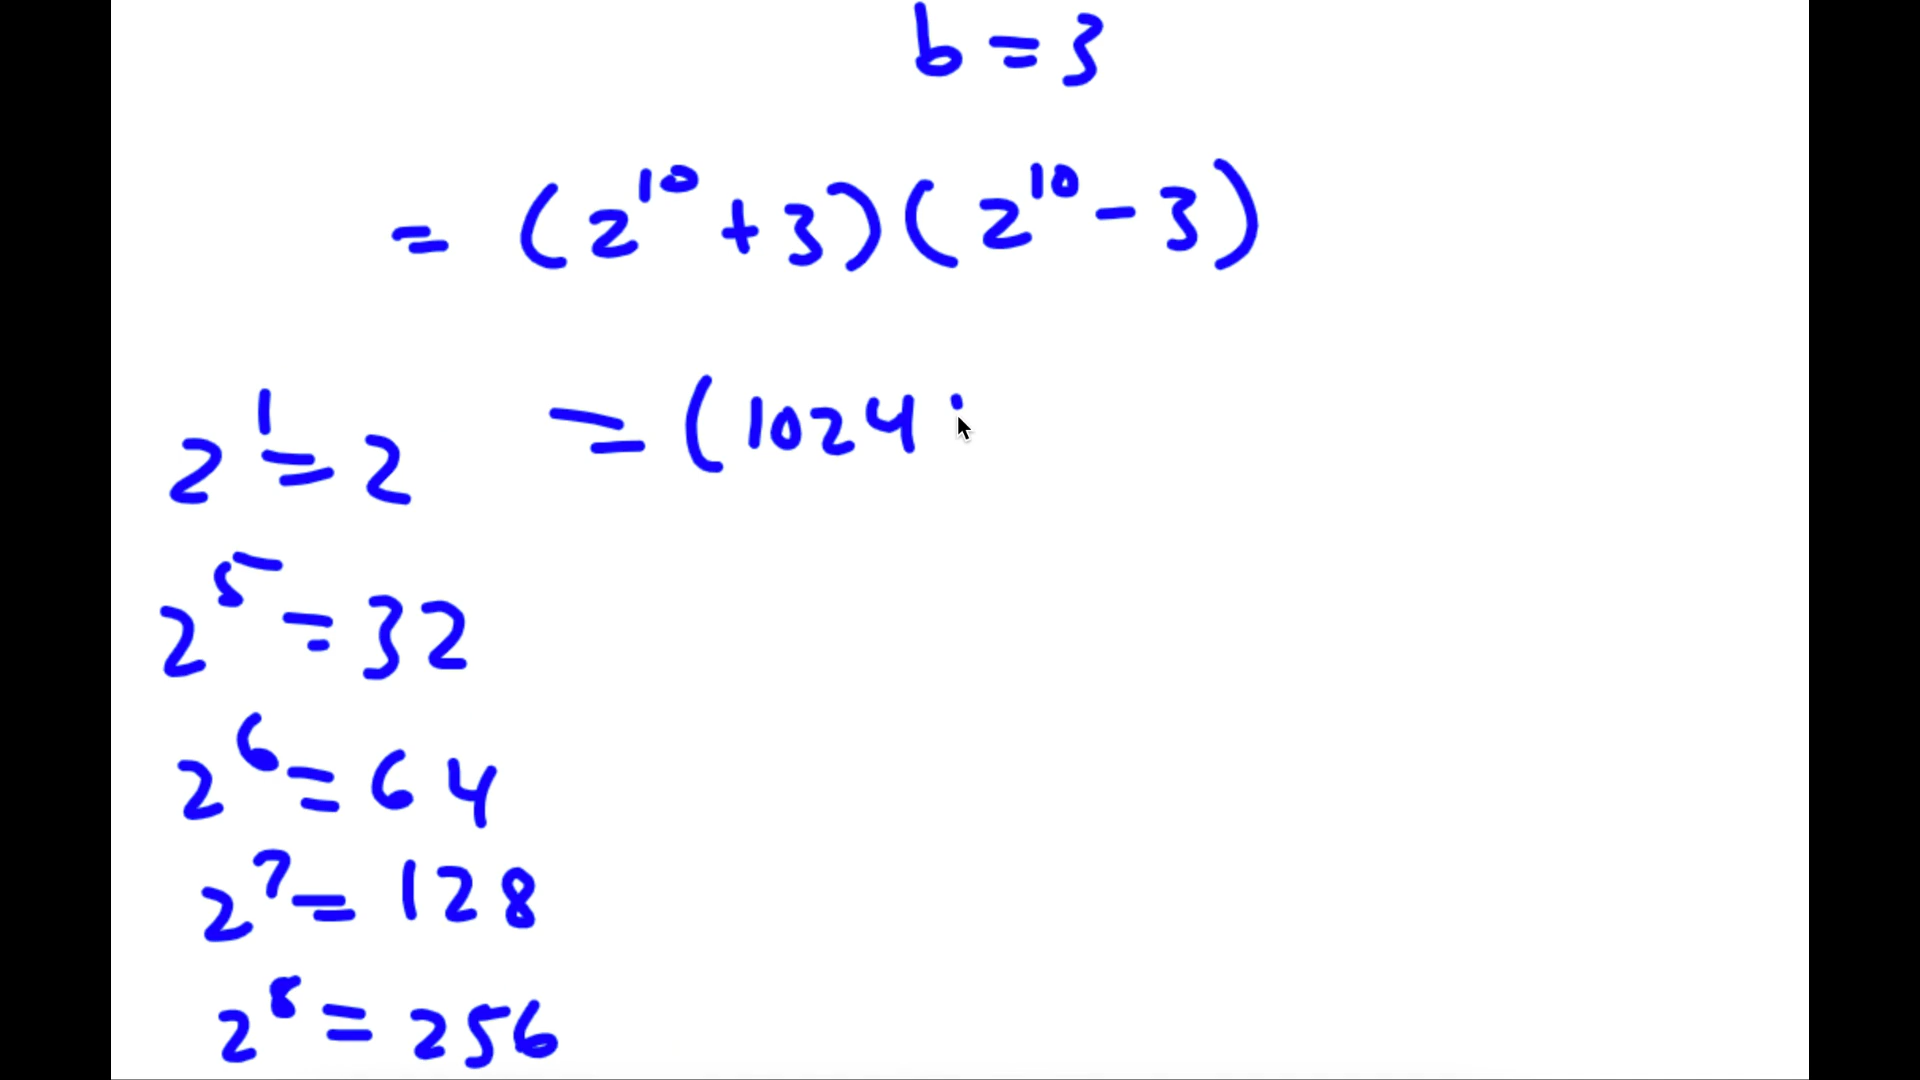 b = 3
= (2^10 + 3)(2^10 - 3)
2^1 = 2
= (1024
2^5 = 32
2^6 = 64
2^7 = 128
2^8 = 256